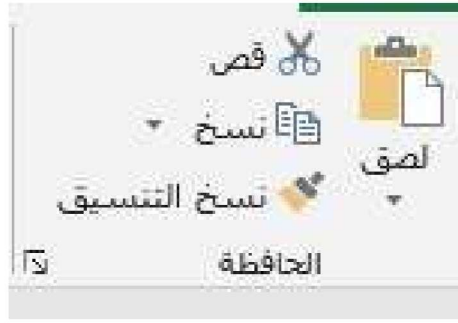 قص
نسخ
لصق
نسخ التنسيق
الحافظة